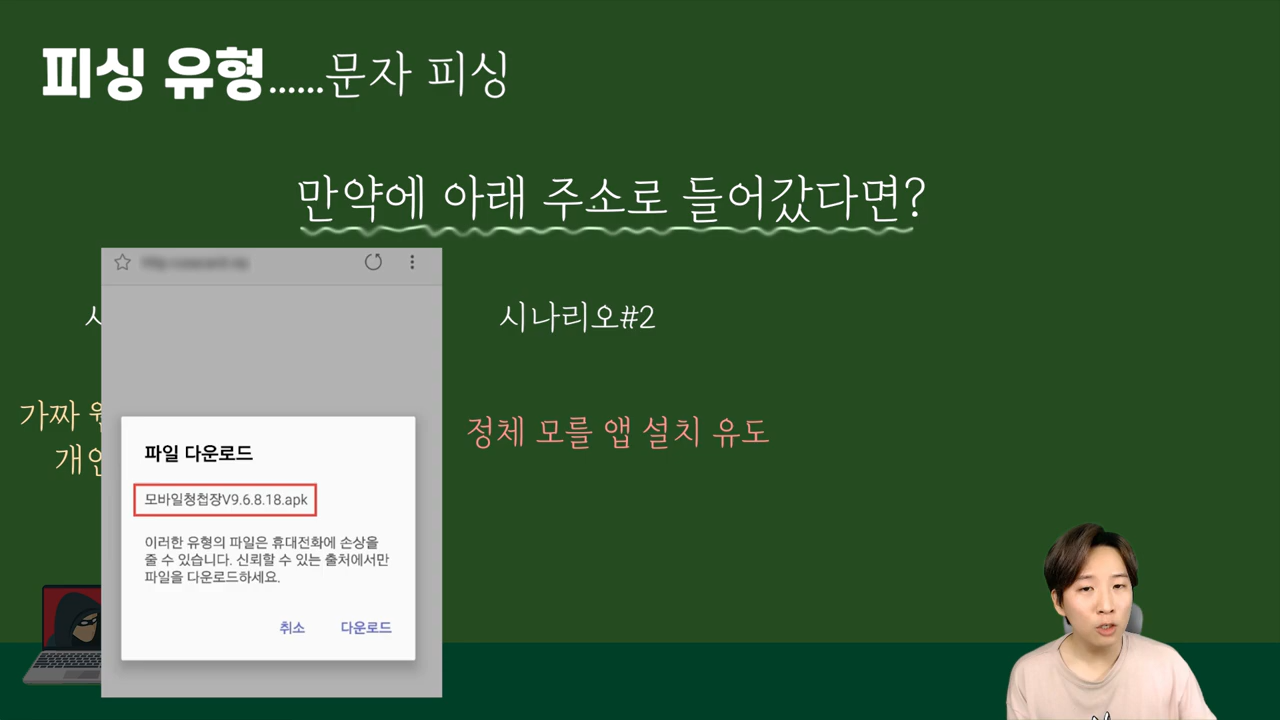 피싱 유형......문자 피싱
만약에 아래 주소로 들어갔다면?
시나리오#2
가짜
정체 모를 앱 설치 유도
파일 다운로드
모바일청첩장V9.6.8.18.apk
이러한 유형의 파일은 휴대전화에 손상을
줄 수 있습니다. 신뢰할 수 있는 출처에서만
파일을 다운로드하세요.
취소 다운로드